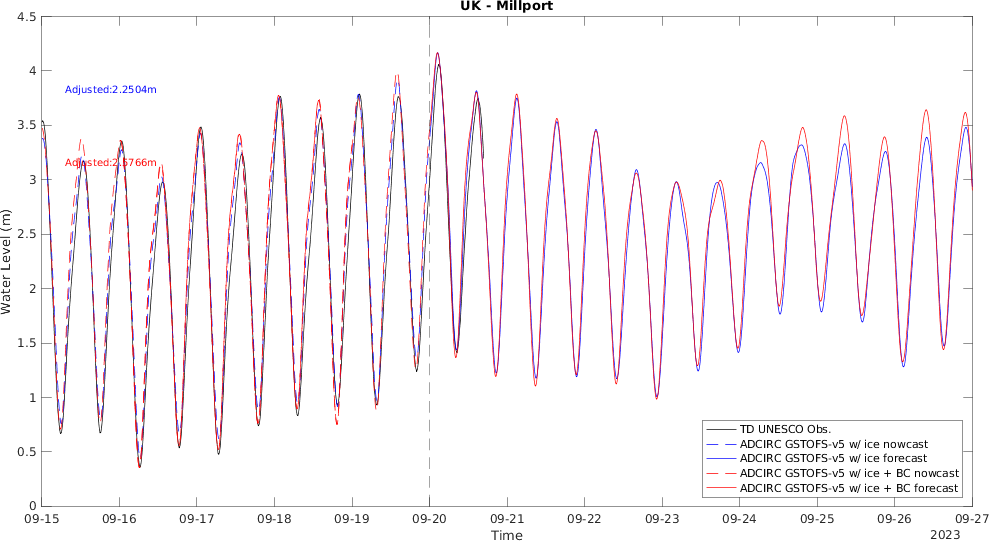 UK - Millport
4.5
4
3.5
3
2.5
2
1.5
1
0.5
0
Water Level (m)
Adjusted:2.2504m
Adjusted:2.5766m
TD UNESCO Obs.
ADCIRC GSTOFS-v5 w/ ice nowcast
ADCIRC GSTOFS-v5 w/ ice forecast
ADCIRC GSTOFS-v5 w/ ice + BC nowcast
ADCIRC GSTOFS-v5 w/ ice + BC forecast
09-15 09-16 09-17 09-18 09-19 09-20 09-21 09-22 09-23 09-24 09-25 09-26 09-27
Time
2023